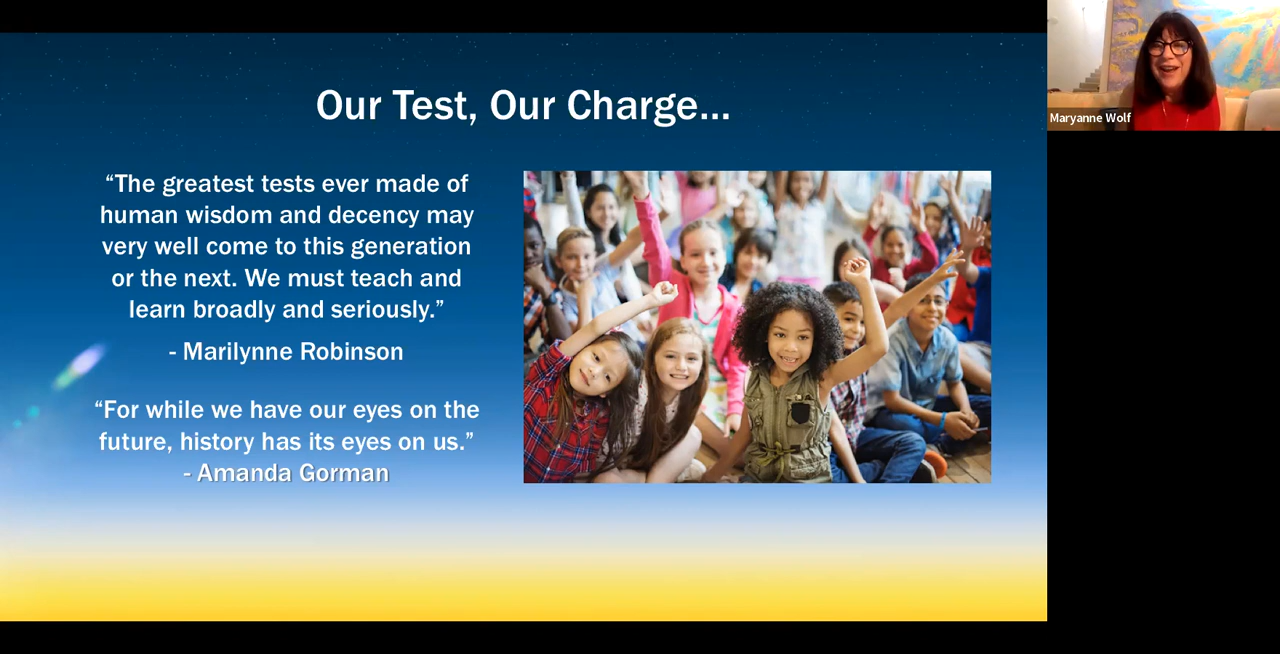 Our Test, Our Charge...
“The greatest tests ever made of
human wisdom and decency may
very well come to this generation
or the next. We must teach and
learn broadly and seriously.”
- Marilynne Robinson
“For while we have our eyes on the
future, history has its eyes on us.”
- Amanda Gorman
Maryanne Wolf